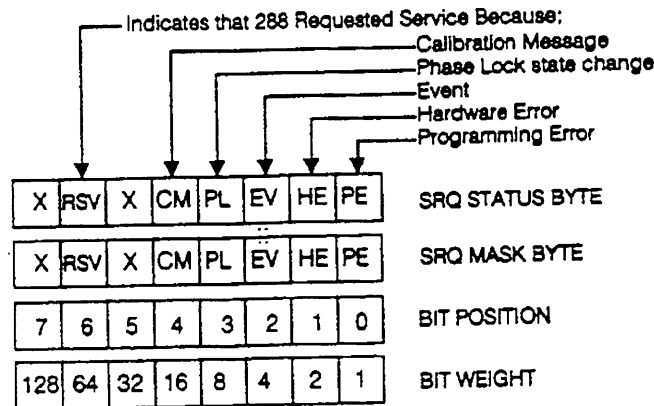 Indicates that 288 Requested Service Because;
Calibration Message
Phase Lock state change
Event
Hardware Error
Programming Error
X RSV X CM PL EV HE PE SRQ STATUS BYTE
X RSV X CM PL EV HE PE SRQ MASK BYTE
7 6 5 4 3 2 1 0 BIT POSITION
128 64 32 16 8 4 2 1 BIT WEIGHT